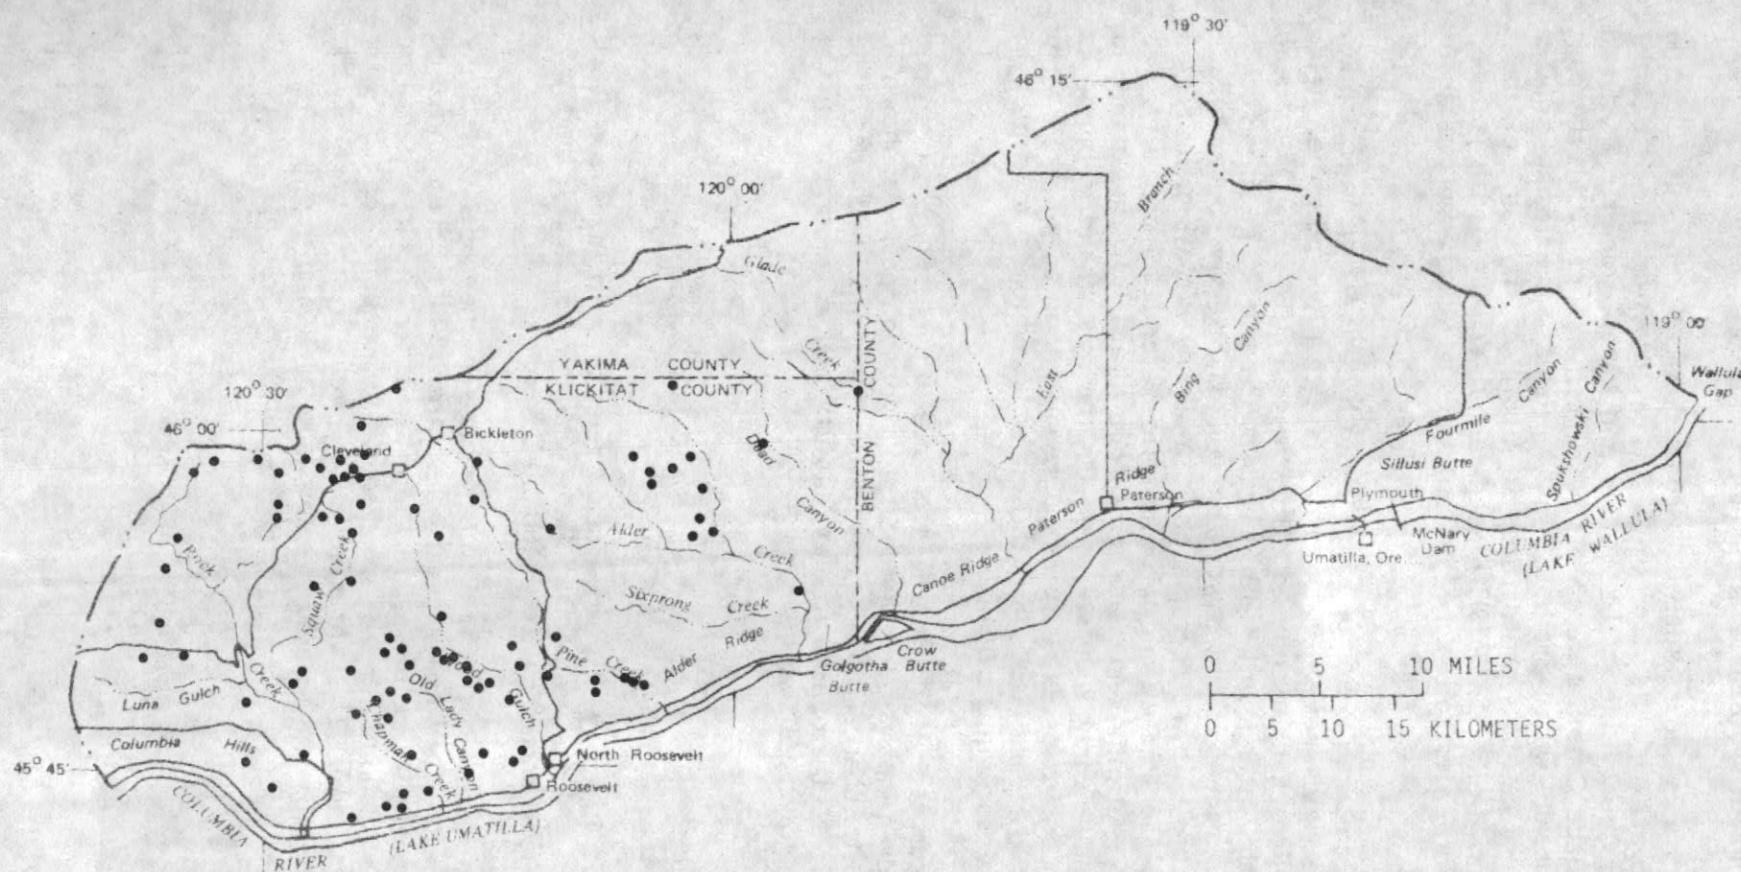 119° 30'
46° 15'
Branch
120° 00'
Glade
Creek
COUNTY
BENTON
YAKIMA COUNTY
KLICKITAT COUNTY
East
Bing Canyon
119° 00'
Wallula
Gap
Fourmile Canyon
Spukshowski Canyon
120° 30'
46° 00'
Bickleton
Cleveland
Dead
Canyon
Sillusi Butte
Paterson Ridge
Paterson
Plymouth
McNary
Dam
Umatilla, Ore.
COLUMBIA RIVER
(LAKE WALLULA)
Rock
Creek
Squaw Creek
Alder Creek
Sixprong Creek
Canoe Ridge
Alder Ridge
Pine Creek
Crow
Butte
Golgotha
Butte
Luna Gulch
Wood
Gulch
Old Lady Canyon
Chapman Creek
Columbia Hills
45° 45'
North Roosevelt
Roosevelt
COLUMBIA
RIVER
(LAKE UMATILLA)
0 5 10 MILES
0 5 10 15 KILOMETERS